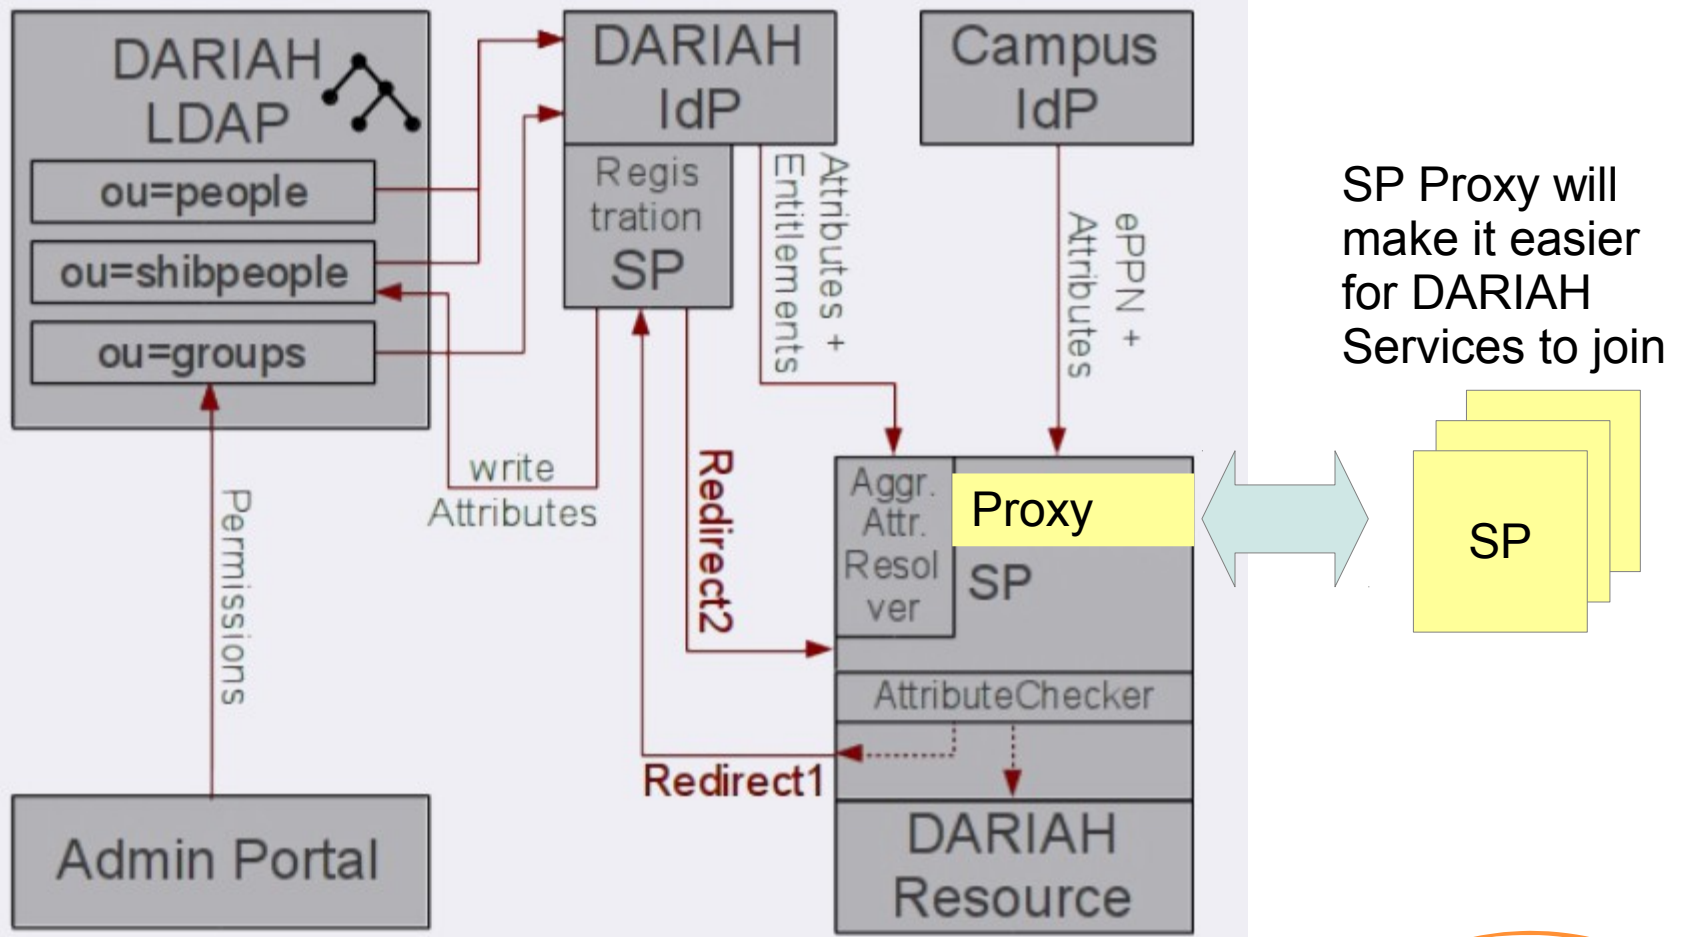 DARIAH
LDAP
ou=people
ou=shibpeople
ou=groups
DARIAH
IdP
Regis
tration
SP
Campus
IdP
Attributes +
Entitlements
ePPN +
Attributes
write
Attributes
Permissions
Redirect2
Redirect1
Aggr.
Attr.
Resol
ver
Proxy
SP
AttributeChecker
DARIAH
Resource
Admin Portal
SP Proxy will
make it easier
for DARIAH
Services to join
SP